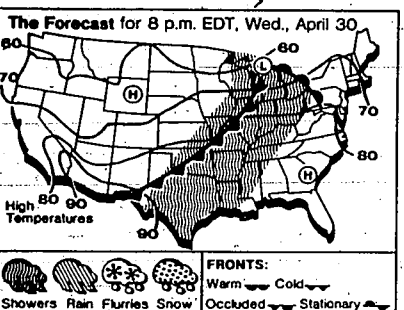 The Forecast for 8 p.m. EDT, Wed., April 30
60
60
L
70
H
70
80
H
80 90
High
Temperatures
90
Showers Rain Flurries Snow
FRONTS:
Warm Cold
Occluded Stationary